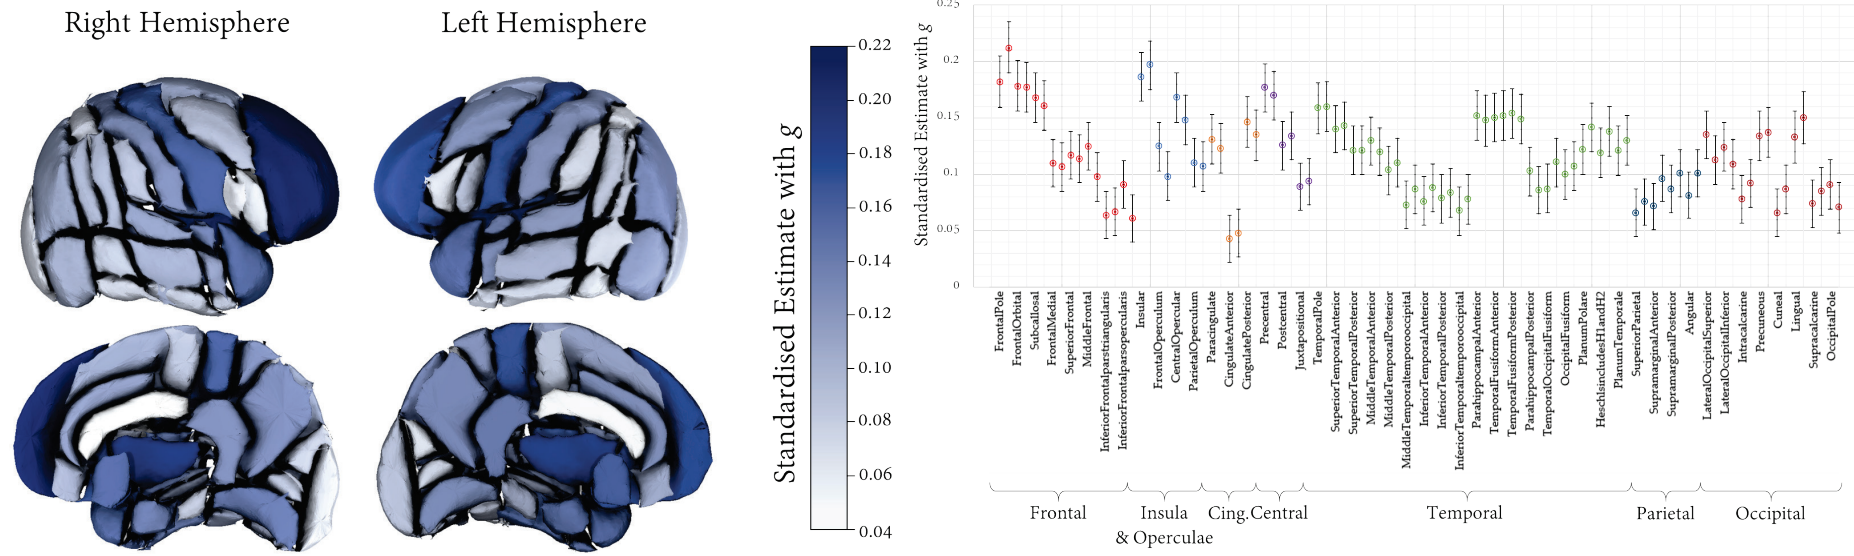 Right Hemisphere
Left Hemisphere
Standardised Estimate with g
0.22
0.20
0.18
0.16
0.14
0.12
0.10
0.08
0.06
0.04
Standardised Estimate with g
0.25
0.2
0.15
0.1
0.05
0
FrontalPole
FrontalOrbital
Subcallosal
FrontalMedial
SuperiorFrontal
MiddleFrontal
InferiorFrontalparstriangularis
InferiorFrontalparsopercularis
Insular
FrontalOperculum
CentralOpercular
ParietalOperculum
Paracingulate
CingulateAnterior
CingulatePosterior
Precentral
Postcentral
Juxtapositional
TemporalPole
SuperiorTemporalAnterior
SuperiorTemporalPosterior
MiddleTemporalAnterior
MiddleTemporalPosterior
MiddleTemporaltemporooccipital
InferiorTemporalAnterior
InferiorTemporalPosterior
InferiorTemporaltemporooccipital
ParahippocampalAnterior
TemporalFusiformAnterior
TemporalFusiformPosterior
ParahippocampalPosterior
TemporalOccipitalFusiform
OccipitalFusiform
PlanumPolare
HeschlsincludesH1andH2
PlanumTemporale
SuperiorParietal
SupramarginalAnterior
SupramarginalPosterior
Angular
LateralOccipitalSuperior
LateralOccipitalInferior
Intracalcarine
Precuneous
Cuneal
Lingual
Supracalcarine
OccipitalPole
Frontal
Insula
& Operculae
Cing.
Central
Temporal
Parietal
Occipital